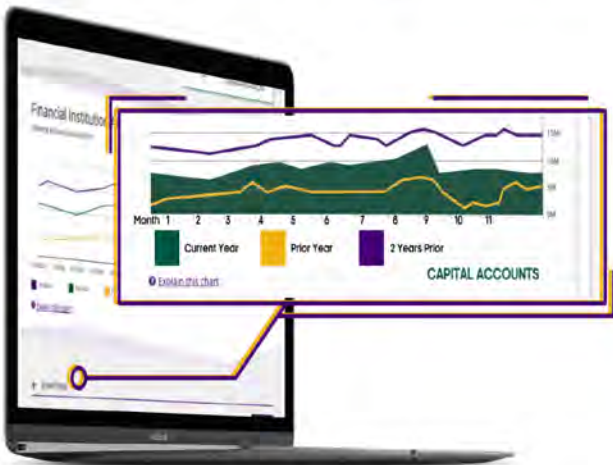 Financial Institution
15M
10M
5M
0M
Month 1 2 3 4 5 6 7 8 9 10 11
Current Year
Prior Year
2 Years Prior
Explain this chart
CAPITAL ACCOUNTS